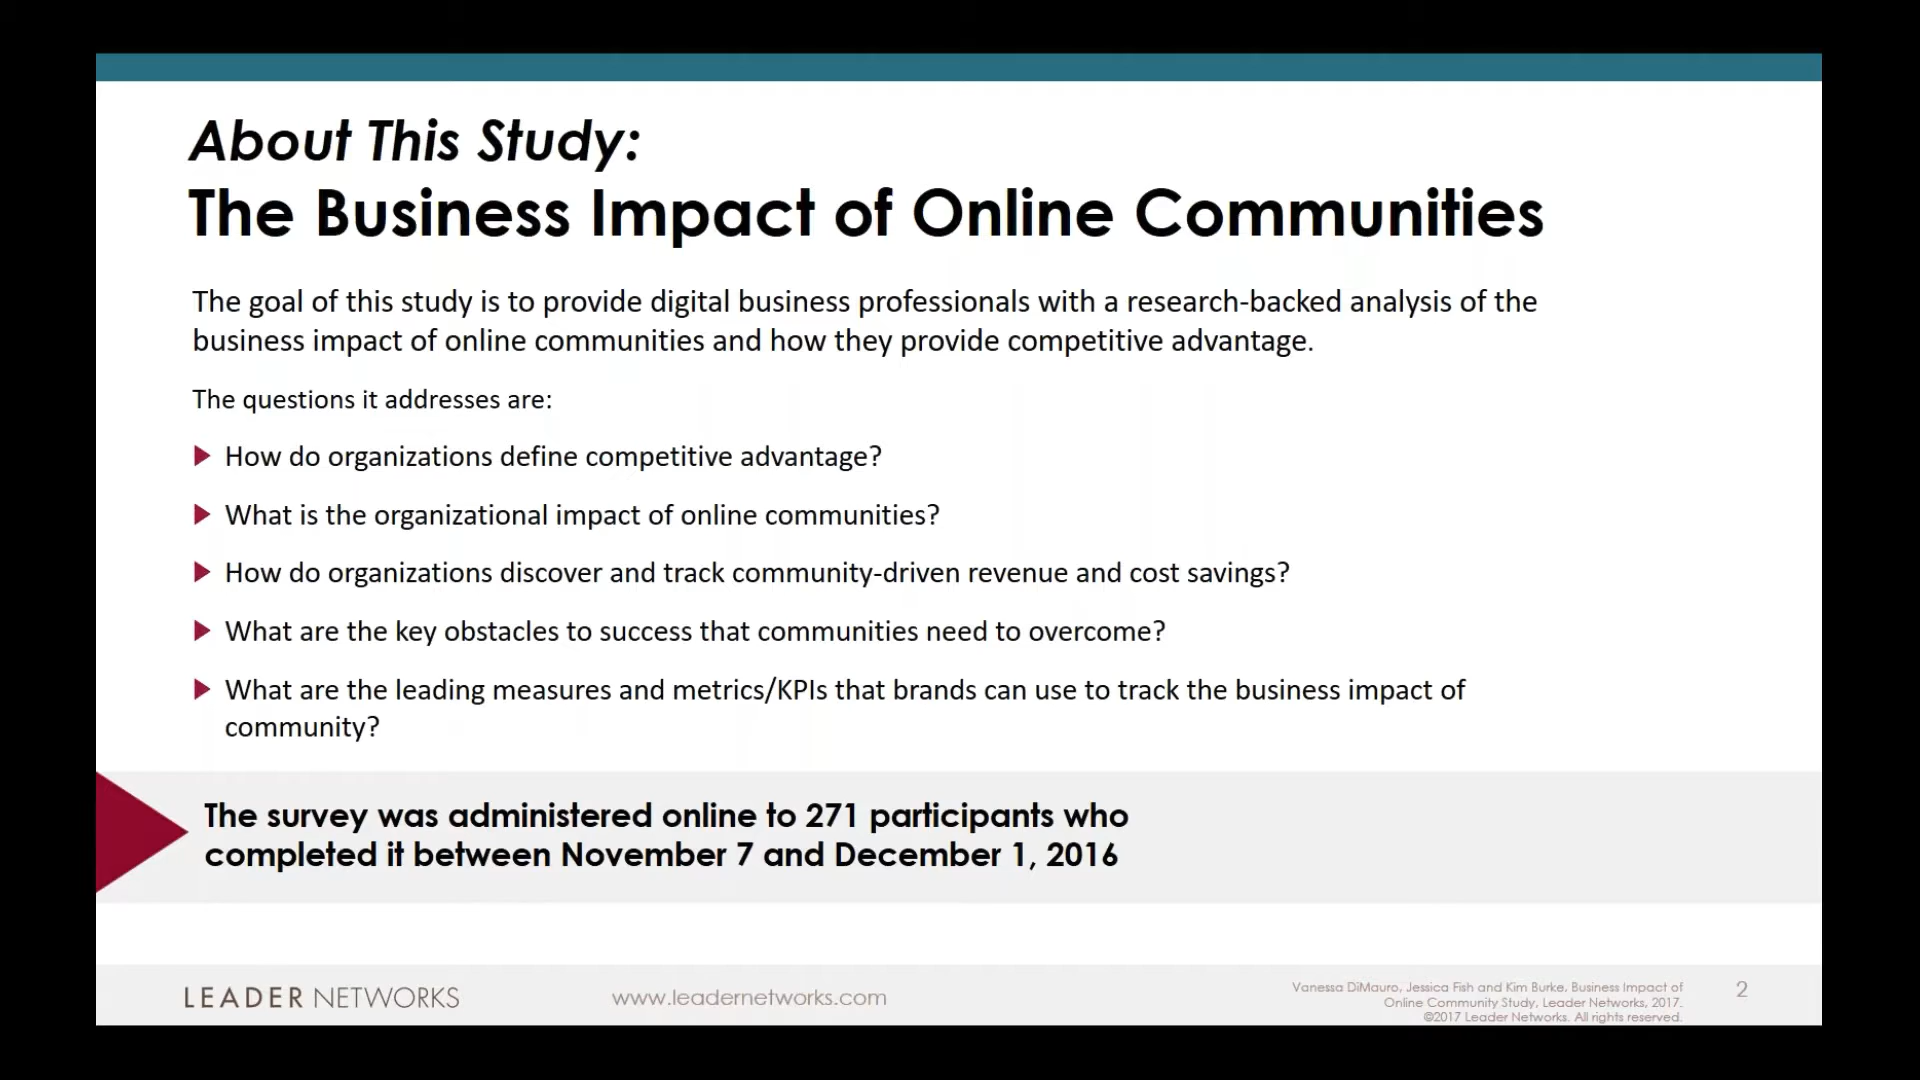 About This Study:
The Business Impact of Online Communities
The goal of this study is to provide digital business professionals with a research-backed analysis of the
business impact of online communities and how they provide competitive advantage.
The questions it addresses are:
How do organizations define competitive advantage?
What is the organizational impact of online communities?
How do organizations discover and track community-driven revenue and cost savings?
What are the key obstacles to success that communities need to overcome?
What are the leading measures and metrics/KPIs that brands can use to track the business impact of
community?
The survey was administered online to 271 participants who
completed it between November 7 and December 1, 2016
LEADER NETWORKS
www.leadernetworks.com
Vanessa DiMauro, Jessica Fish and Kim Burke, Business Impact of
Online Community Study, Leader Networks, 2017.
©2017 Leader Networks. All rights reserved.
2